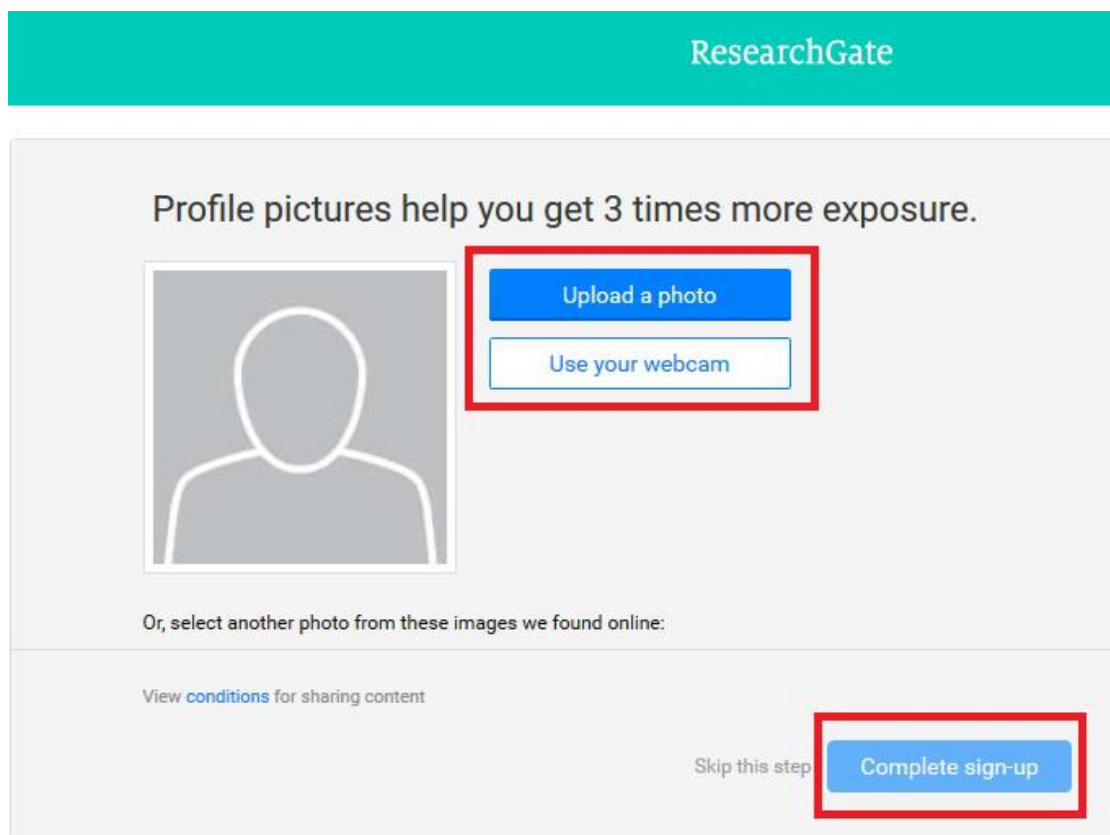 ResearchGate
Profile pictures help you get 3 times more exposure.
Upload a photo
Use your webcam
Or, select another photo from these images we found online:
View conditions for sharing content
Skip this step
Complete sign-up